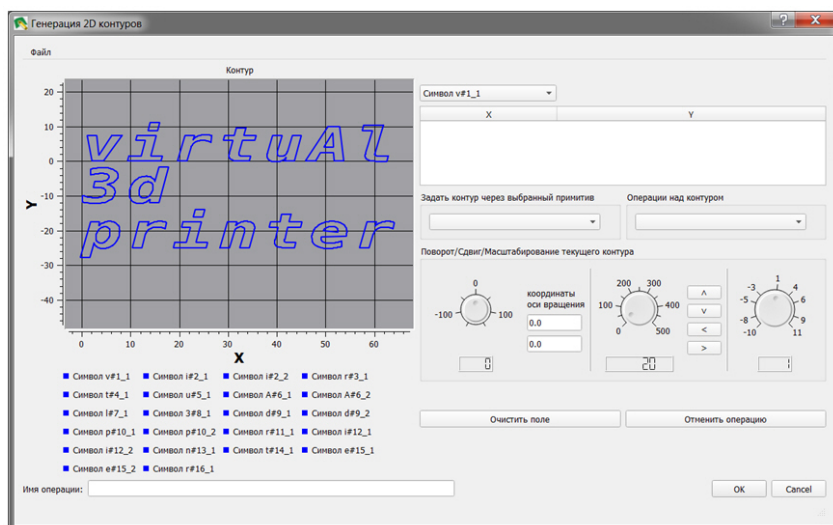 Генерация 2D контуров
Файл
Контур
20
10
0
-10
-20
-30
-40
Y
virtuAl
3d
printer
0 10 20 30 40 50 60
X
Символ v#1_1 Символ i#2_1 Символ i#2_2 Символ r#3_1
Символ t#4_1 Символ u#5_1 Символ A#6_1 Символ A#6_2
Символ l#7_1 Символ 3#8_1 Символ d#9_1 Символ d#9_2
Символ p#10_1 Символ p#10_2 Символ r#11_1 Символ i#12_1
Символ i#12_2 Символ n#13_1 Символ t#14_1 Символ e#15_1
Символ e#15_2 Символ r#16_1
Символ v#1_1
X Y
Задать контур через выбранный примитив Операции над контуром
Поворот/Сдвиг/Масштабирование текущего контура
0
-100 100
0
координаты
оси вращения
0.0
0.0
200 300
100 400
0 500
20
1
-3 4
-5 6
-8 9
-10 11
1
Очистить поле Отменить операцию
Имя операции:
OK Cancel